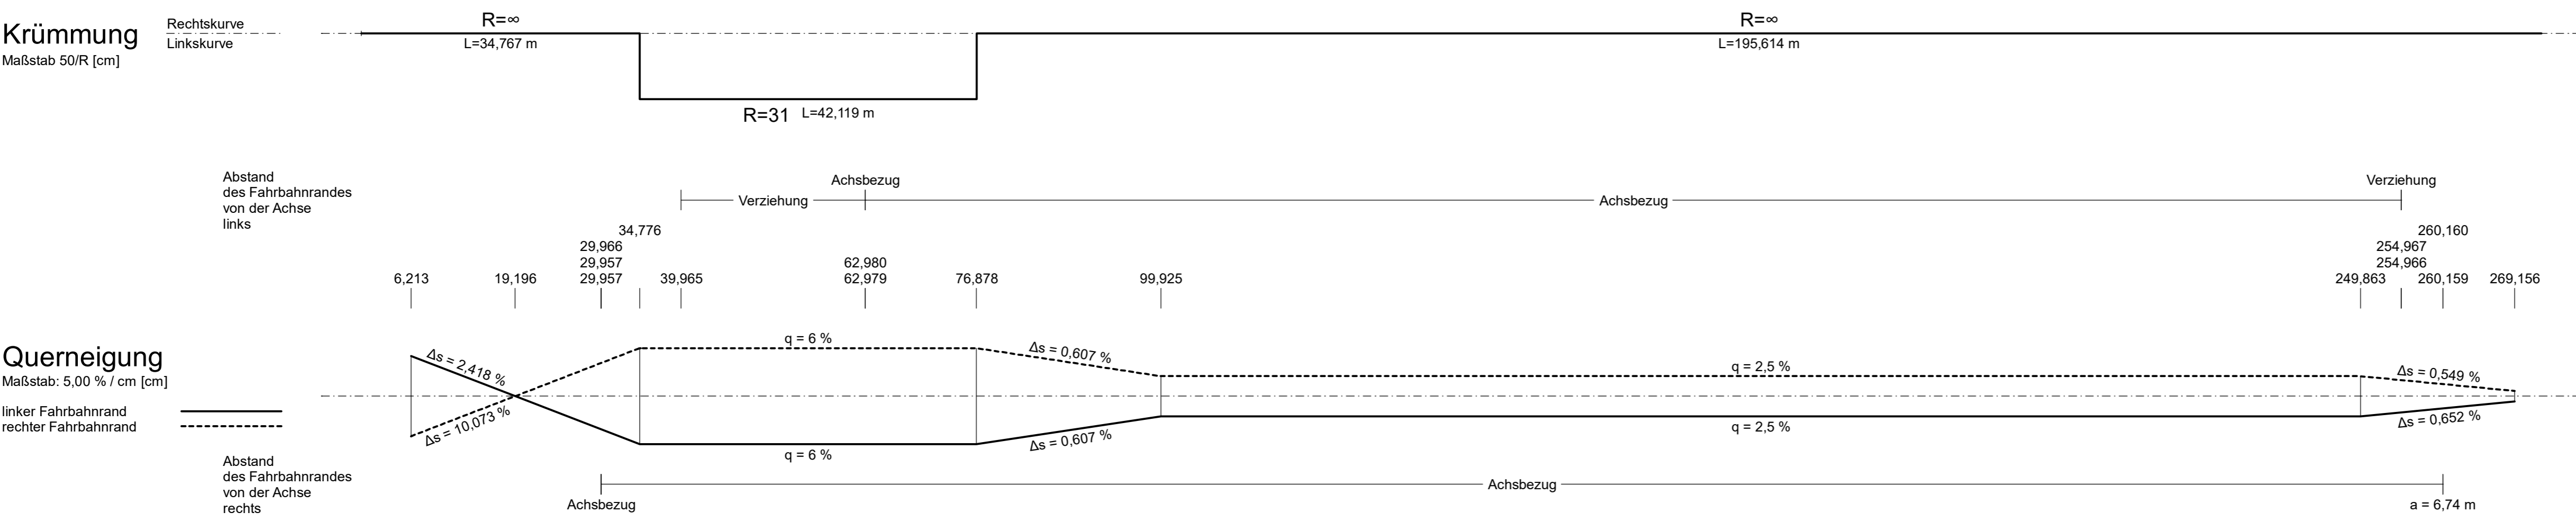 Krümmung
Maßstab 50/R [cm]
Rechtskurve
Linkskurve
R=∞
L=34,767 m
R=31 L=42,119 m
R=∞
L=195,614 m
Abstand
des Fahrbahnrandes
von der Achse
links
Verziehung
Achsbezug
Achsbezug
Verziehung
6,213
19,196
29,966
29,957
29,957
34,776
39,965
62,980
62,979
76,878
99,925
249,863
254,967
254,966
260,160
260,159
269,156
Querneigung
Maßstab: 5,00 % / cm [cm]
linker Fahrbahnrand
rechter Fahrbahnrand
Δs = 2,418 %
Δs = 10,073 %
q = 6 %
q = 6 %
Δs = 0,607 %
Δs = 0,607 %
q = 2,5 %
q = 2,5 %
Δs = 0,549 %
Δs = 0,652 %
Abstand
des Fahrbahnrandes
von der Achse
rechts
Achsbezug
Achsbezug
a = 6,74 m